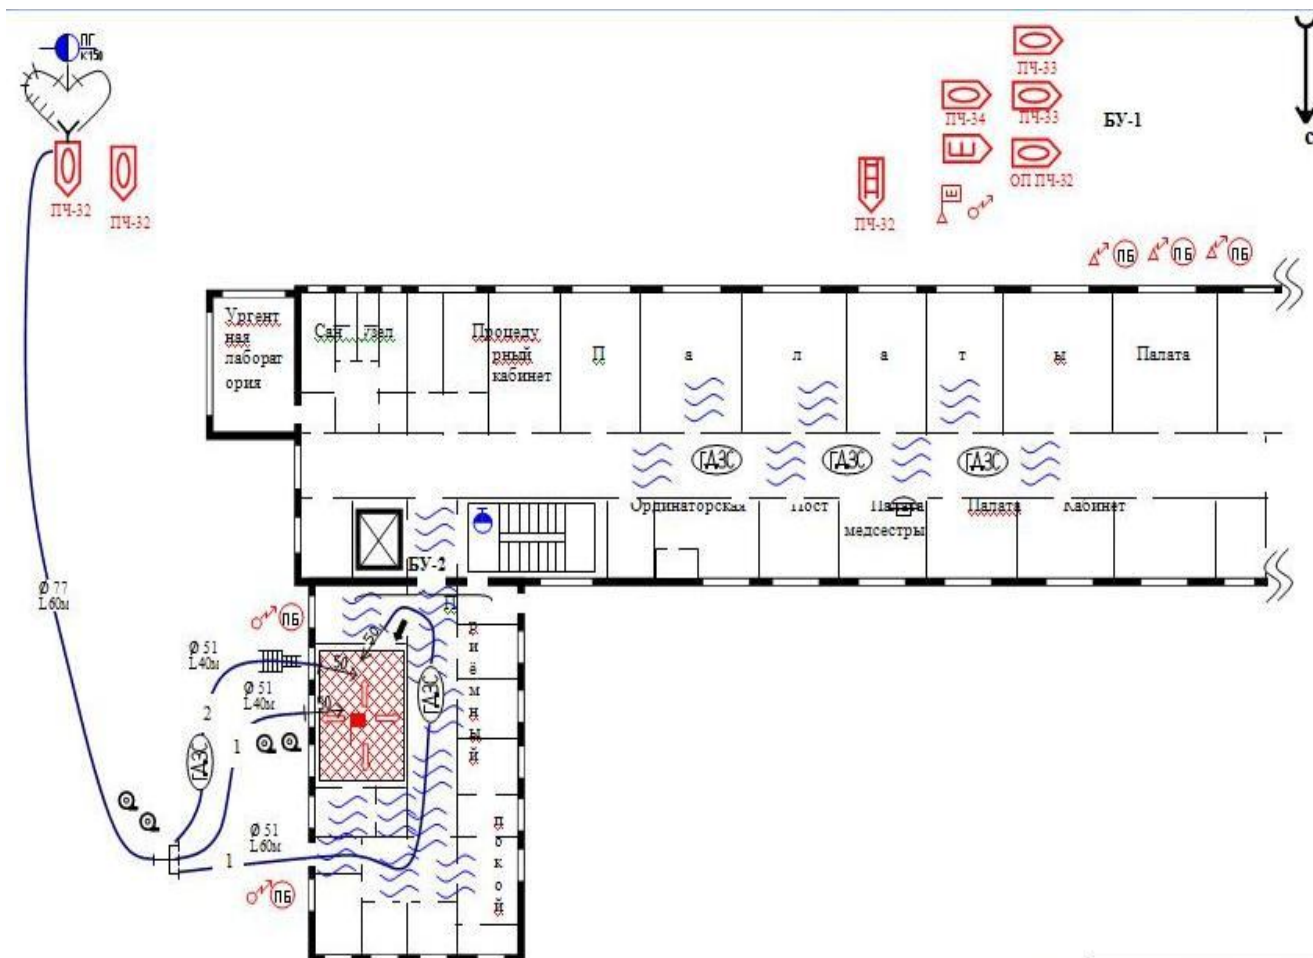 ПГ
К150
ПЧ-33
ПЧ-34
ПЧ-33
БУ-1
С
ПЧ-32
ПЧ-32
Е
ОП ПЧ-32
Е
ПЧ-32
ПБ
ПБ
ПБ
Ургент
ная
лаборат
ория
Сан узел
Процеду
рный
кабинет
П а л а т ы
Палата
ГДЗС
ГДЗС
ГДЗС
Ординаторская
Пост
Палата
Палата
Кабинет
медсестры
БУ-2
Ø 77
L60м
ПБ
П р и ё м н ы й
50
Ø 51
L40м
50
Ø 51
L40м
50
ГДЗС
2
1
ГДЗС
Ø 51
L60м
1
п о к о й
ПБ